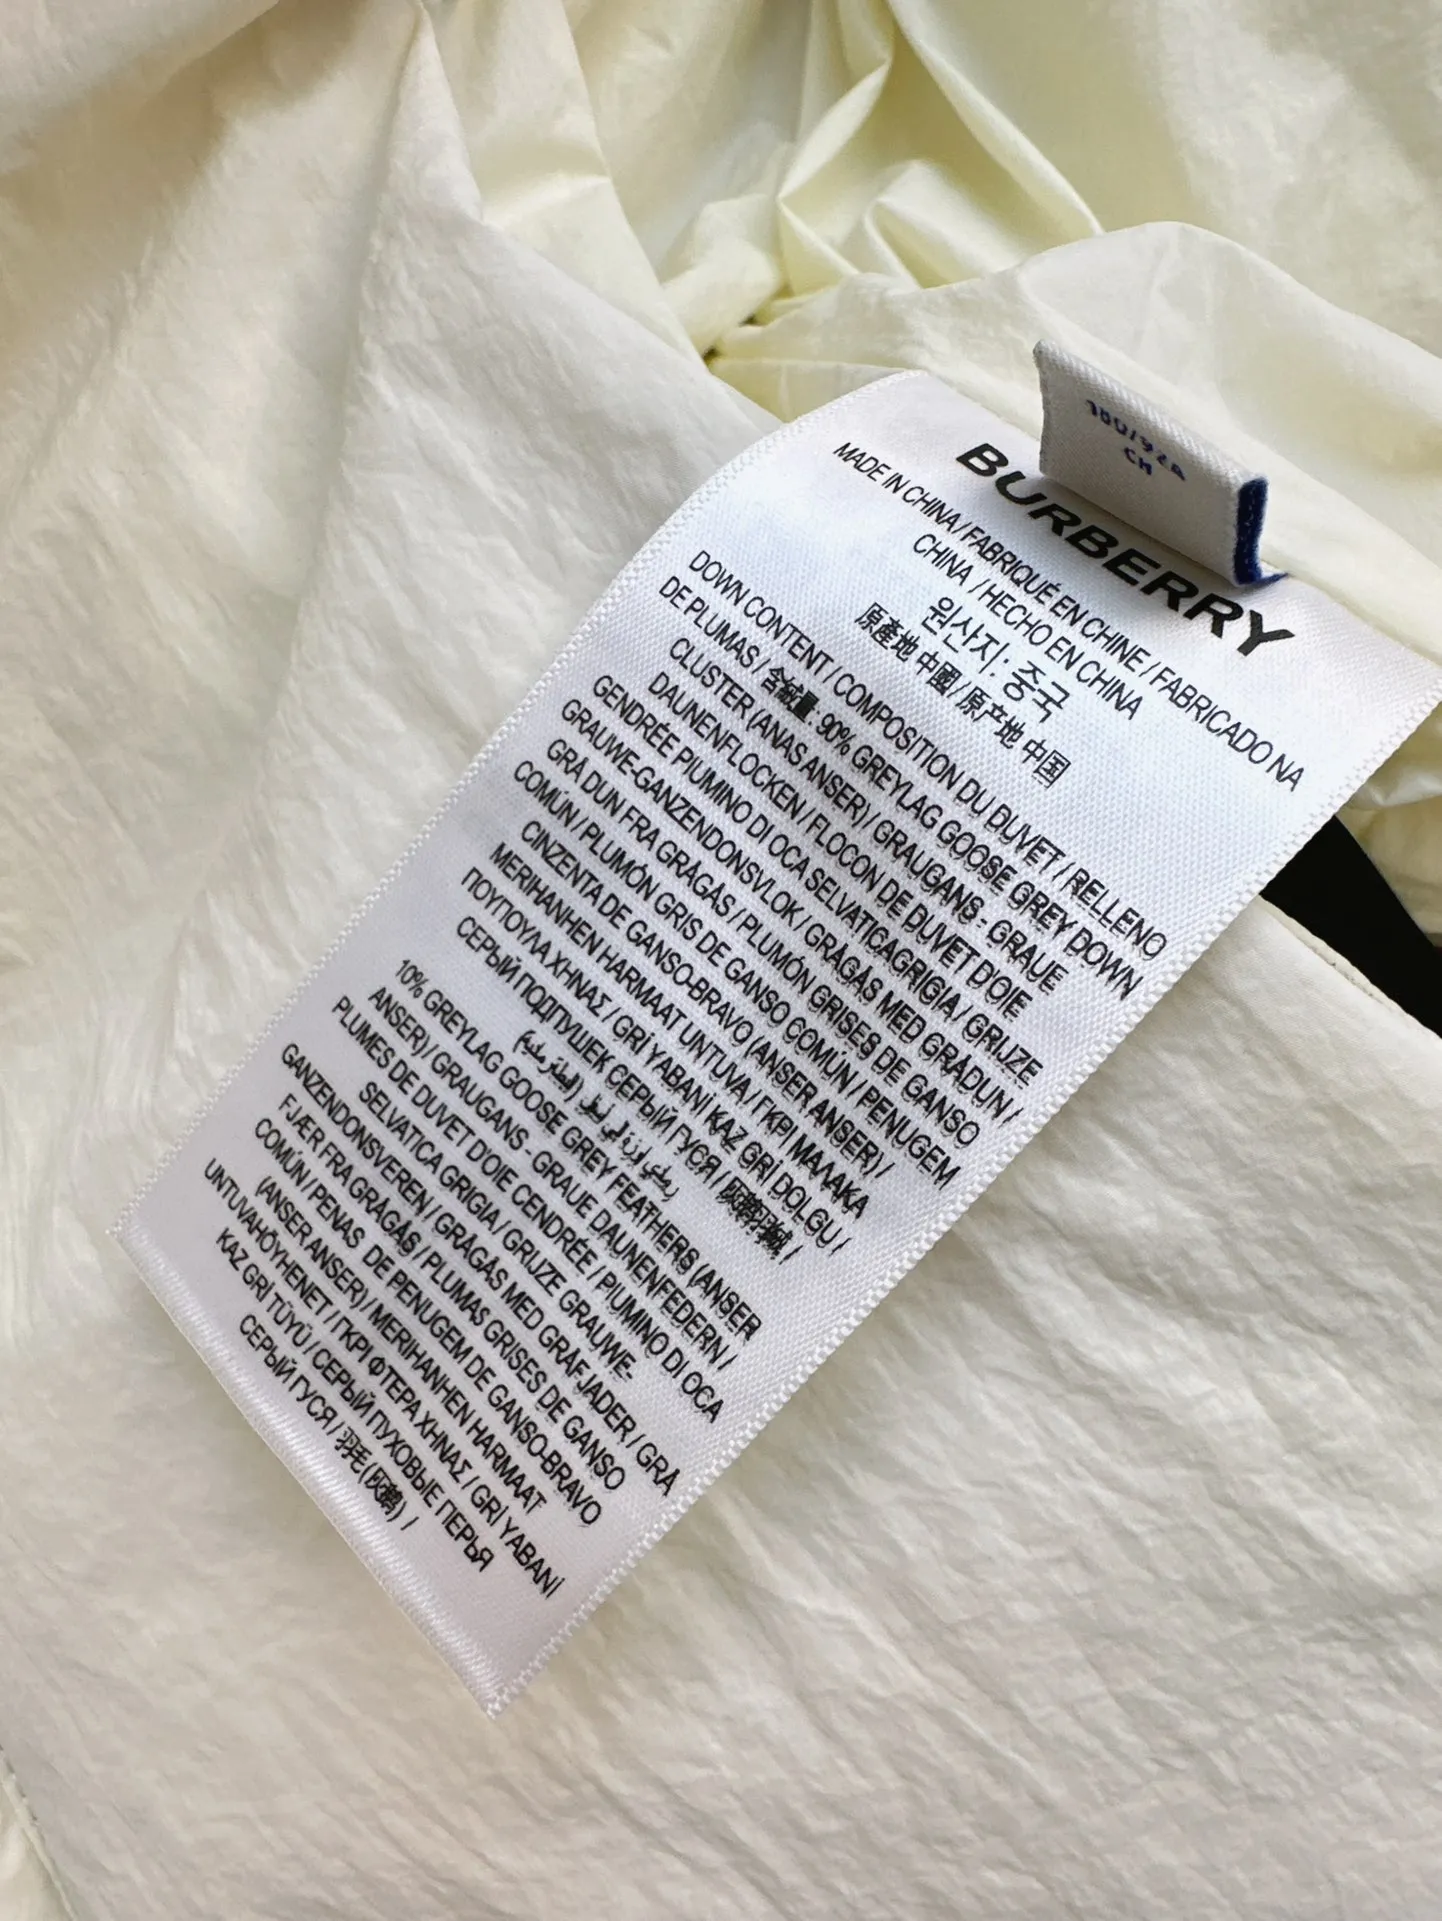 CM
BURBERRY
MADE IN CHINA / FABRIQUÉ EN CHINE / FABRICADO NA
CHINA / HECHO EN CHINA
원산지: 중국
原產地 中國 / 原产地 中国
DOWN CONTENT / COMPOSITION DU DUVET / RELLENO
DE PLUMAS / 含絨量: 90% GREYLAG GOOSE GREY DOWN
CLUSTER (ANAS ANSER) / GRAUGANS - GRAUE
DAUNENFLOCKEN / FLOCON DE DUVET D'OIE
GENDRÉE PIUMINO DI OCA SELVATICAGRIGIA / GRIJZE
GRAUWE-GANZENDONSVLOK / GRÅGÅS MED GRÅDUN /
GRÅ DUN FRA GRÅGÅS / PLUMÓN GRISES DE GANSO
COMÚN / PLUMÓN GRIS DE GANSO COMÚN / PENUGEM
CINZENTA DE GANSO-BRAVO (ANSER ANSER) /
MERIHANHEN HARMAAT UNTUVA / ΓΚΡΙ ΜΑΛΑΚΑ
ΠΟΥΠΟΥΛΑ ΧΗΝΑΣ / GRİ YABANİ KAZ GRİ DOLGU /
СЕРЫЙ ПОДПУШЕК СЕРЫЙ ГУСЯ /
10% GREYLAG GOOSE GREY FEATHERS (ANSER
ANSER) / GRAUGANS - GRAUE DAUNENFEDERN /
PLUMES DE DUVET D'OIE CENDRÉE / PIUMINO DI OCA
SELVATICA GRIGIA / GRIJZE GRAUWE-
GANZENDONSVEREN / GRÅGÅS MED GRÅFJÄDER / GRÅ
FJÆR FRA GRÅGÅS / PLUMAS GRISES DE GANSO
COMÚN / PENAS DE PENUGEM DE GANSO-BRAVO
(ANSER ANSER) / MERIHANHEN HARMAAT
UNTUVAHÖYHENET / ΓΚΡΙ ΦΤΕΡΑ ΧΗΝΑΣ / GRİ YABANİ
KAZ GRİ TÜYÜ / СЕРЫЙ ПУХОВЫЕ ПЕРЬЯ
СЕРЫЙ ГУСЯ / 羽毛(灰鹅) /